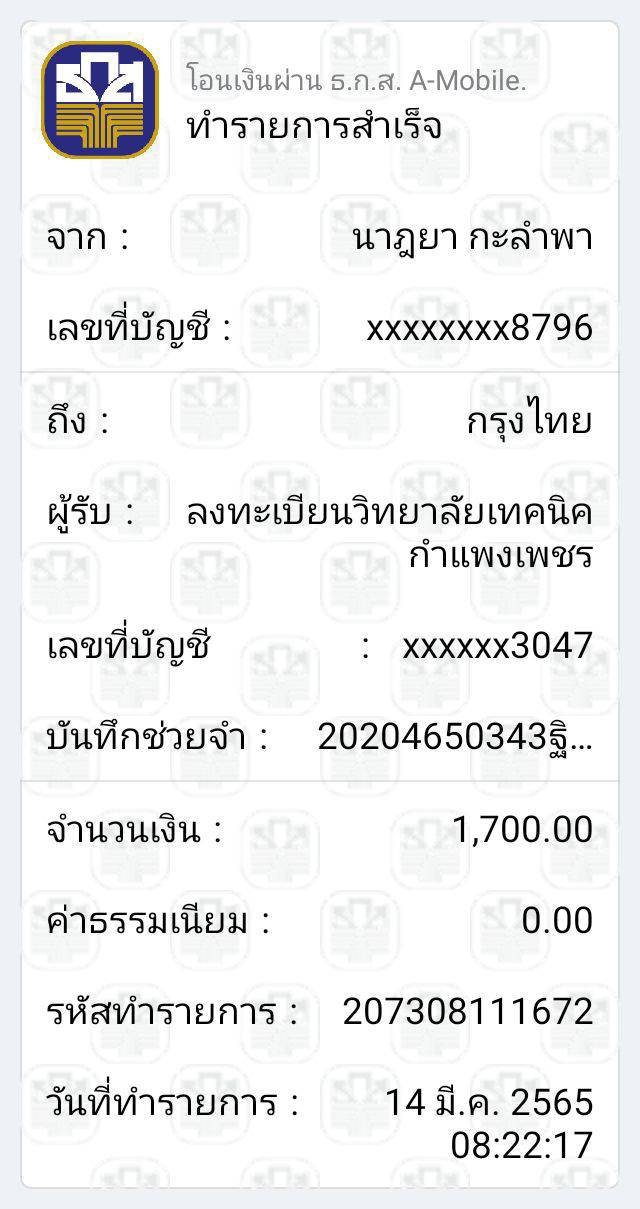 โอนเงินผ่าน ธ.ก.ส. A-Mobile.
ทำรายการสำเร็จ
จาก : นาฎยา กะลำพา
เลขที่บัญชี : xxxxxxxx8796
ถึง : กรุงไทย
ผู้รับ : ลงทะเบียนวิทยาลัยเทคนิค
กำแพงเพชร
เลขที่บัญชี : xxxxxx3047
บันทึกช่วยจำ : 20204650343ฐิ...
จำนวนเงิน : 1,700.00
ค่าธรรมเนียม : 0.00
รหัสทำรายการ : 207308111672
วันที่ทำรายการ : 14 มี.ค. 2565
08:22:17